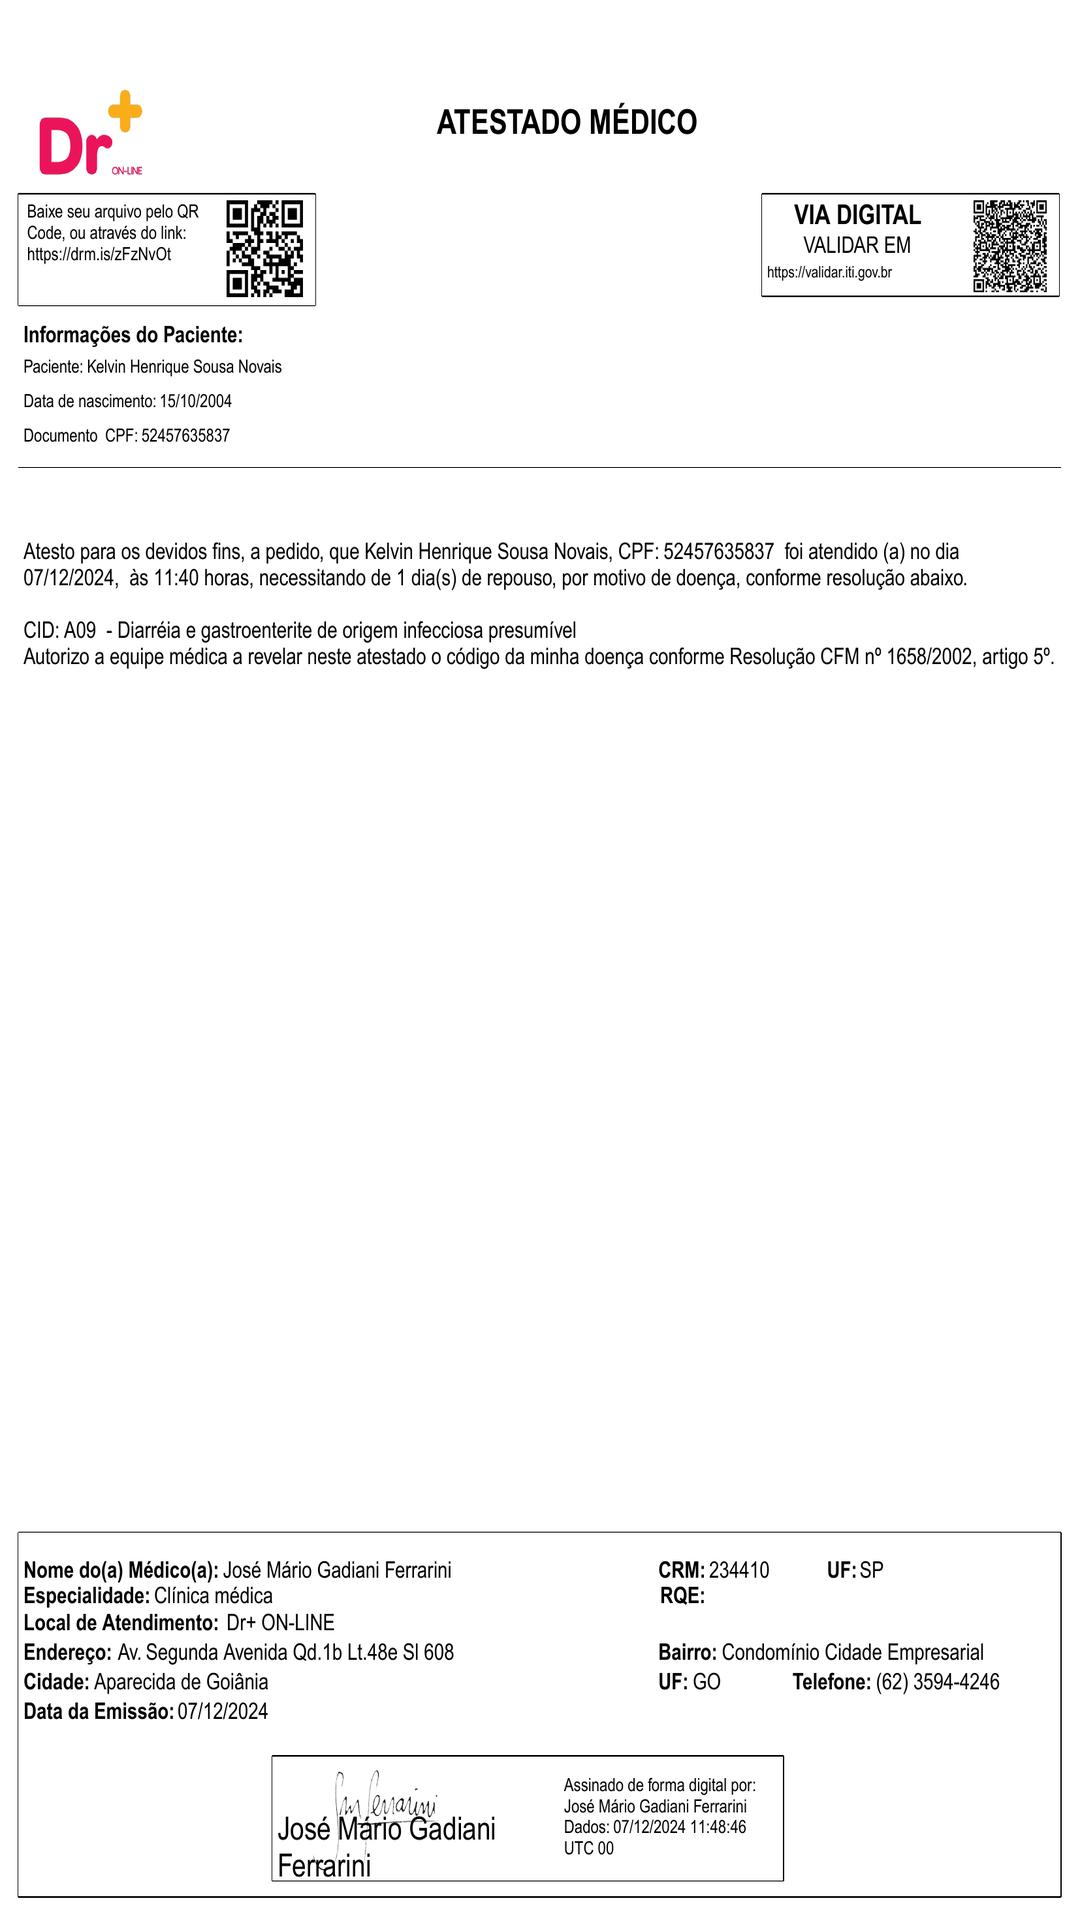 Dr+
ON-LINE
ATESTADO MÉDICO
Baixe seu arquivo pelo QR
Code, ou através do link:
https://drm.is/zFzNvOt
VIA DIGITAL
VALIDAR EM
https://validar.iti.gov.br
Informações do Paciente:
Paciente: Kelvin Henrique Sousa Novais
Data de nascimento: 15/10/2004
Documento CPF: 52457635837
Atesto para os devidos fins, a pedido, que Kelvin Henrique Sousa Novais, CPF: 52457635837 foi atendido (a) no dia
07/12/2024, às 11:40 horas, necessitando de 1 dia(s) de repouso, por motivo de doença, conforme resolução abaixo.
CID: A09 - Diarréia e gastroenterite de origem infecciosa presumível
Autorizo a equipe médica a revelar neste atestado o código da minha doença conforme Resolução CFM nº 1658/2002, artigo 5º.
Nome do(a) Médico(a): José Mário Gadiani Ferrarini CRM: 234410 UF: SP
Especialidade: Clínica médica RQE:
Local de Atendimento: Dr+ ON-LINE
Endereço: Av. Segunda Avenida Qd.1b Lt.48e Sl 608 Bairro: Condomínio Cidade Empresarial
Cidade: Aparecida de Goiânia UF: GO Telefone: (62) 3594-4246
Data da Emissão: 07/12/2024
Ferrarini
José Mário Gadiani
Ferrarini
Assinado de forma digital por:
José Mário Gadiani Ferrarini
Dados: 07/12/2024 11:48:46
UTC 00